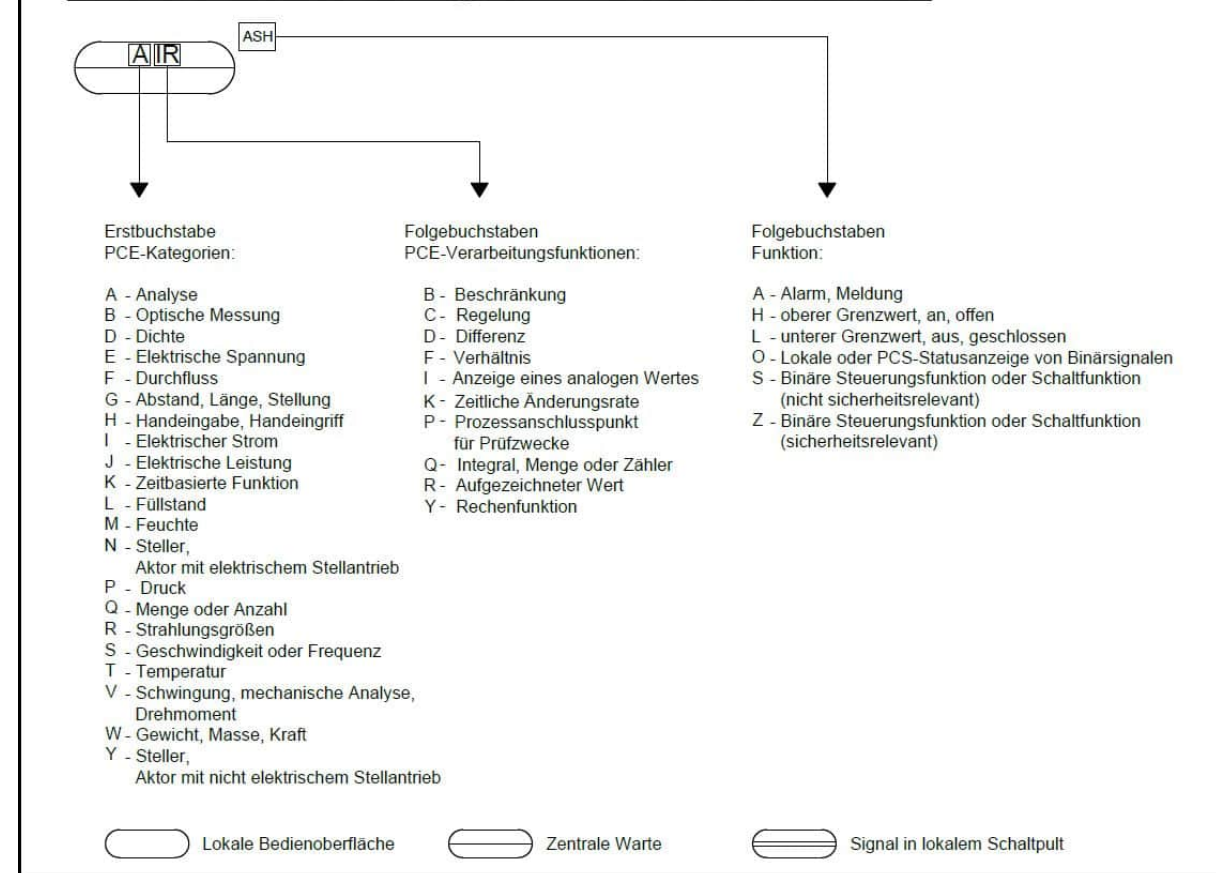 A IR
ASH
Erstbuchstabe
PCE-Kategorien:
A - Analyse
B - Optische Messung
D - Dichte
E - Elektrische Spannung
F - Durchfluss
G - Abstand, Länge, Stellung
H - Handeingabe, Handeingriff
I - Elektrischer Strom
J - Elektrische Leistung
K - Zeitbasierte Funktion
L - Füllstand
M - Feuchte
N - Steller,
Aktor mit elektrischem Stellantrieb
P - Druck
Q - Menge oder Anzahl
R - Strahlungsgrößen
S - Geschwindigkeit oder Frequenz
T - Temperatur
V - Schwingung, mechanische Analyse,
Drehmoment
W - Gewicht, Masse, Kraft
Y - Steller,
Aktor mit nicht elektrischem Stellantrieb
Folgebuchstaben
PCE-Verarbeitungsfunktionen:
B - Beschränkung
C - Regelung
D - Differenz
F - Verhältnis
I - Anzeige eines analogen Wertes
K - Zeitliche Änderungsrate
P - Prozessanschlusspunkt
für Prüfzwecke
Q - Integral, Menge oder Zähler
R - Aufgezeichneter Wert
Y - Rechenfunktion
Folgebuchstaben
Funktion:
A - Alarm, Meldung
H - oberer Grenzwert, an, offen
L - unterer Grenzwert, aus, geschlossen
O - Lokale oder PCS-Statusanzeige von Binärsignalen
S - Binäre Steuerungsfunktion oder Schaltfunktion
(nicht sicherheitsrelevant)
Z - Binäre Steuerungsfunktion oder Schaltfunktion
(sicherheitsrelevant)
Lokale Bedienoberfläche
Zentrale Warte
Signal in lokalem Schaltpult